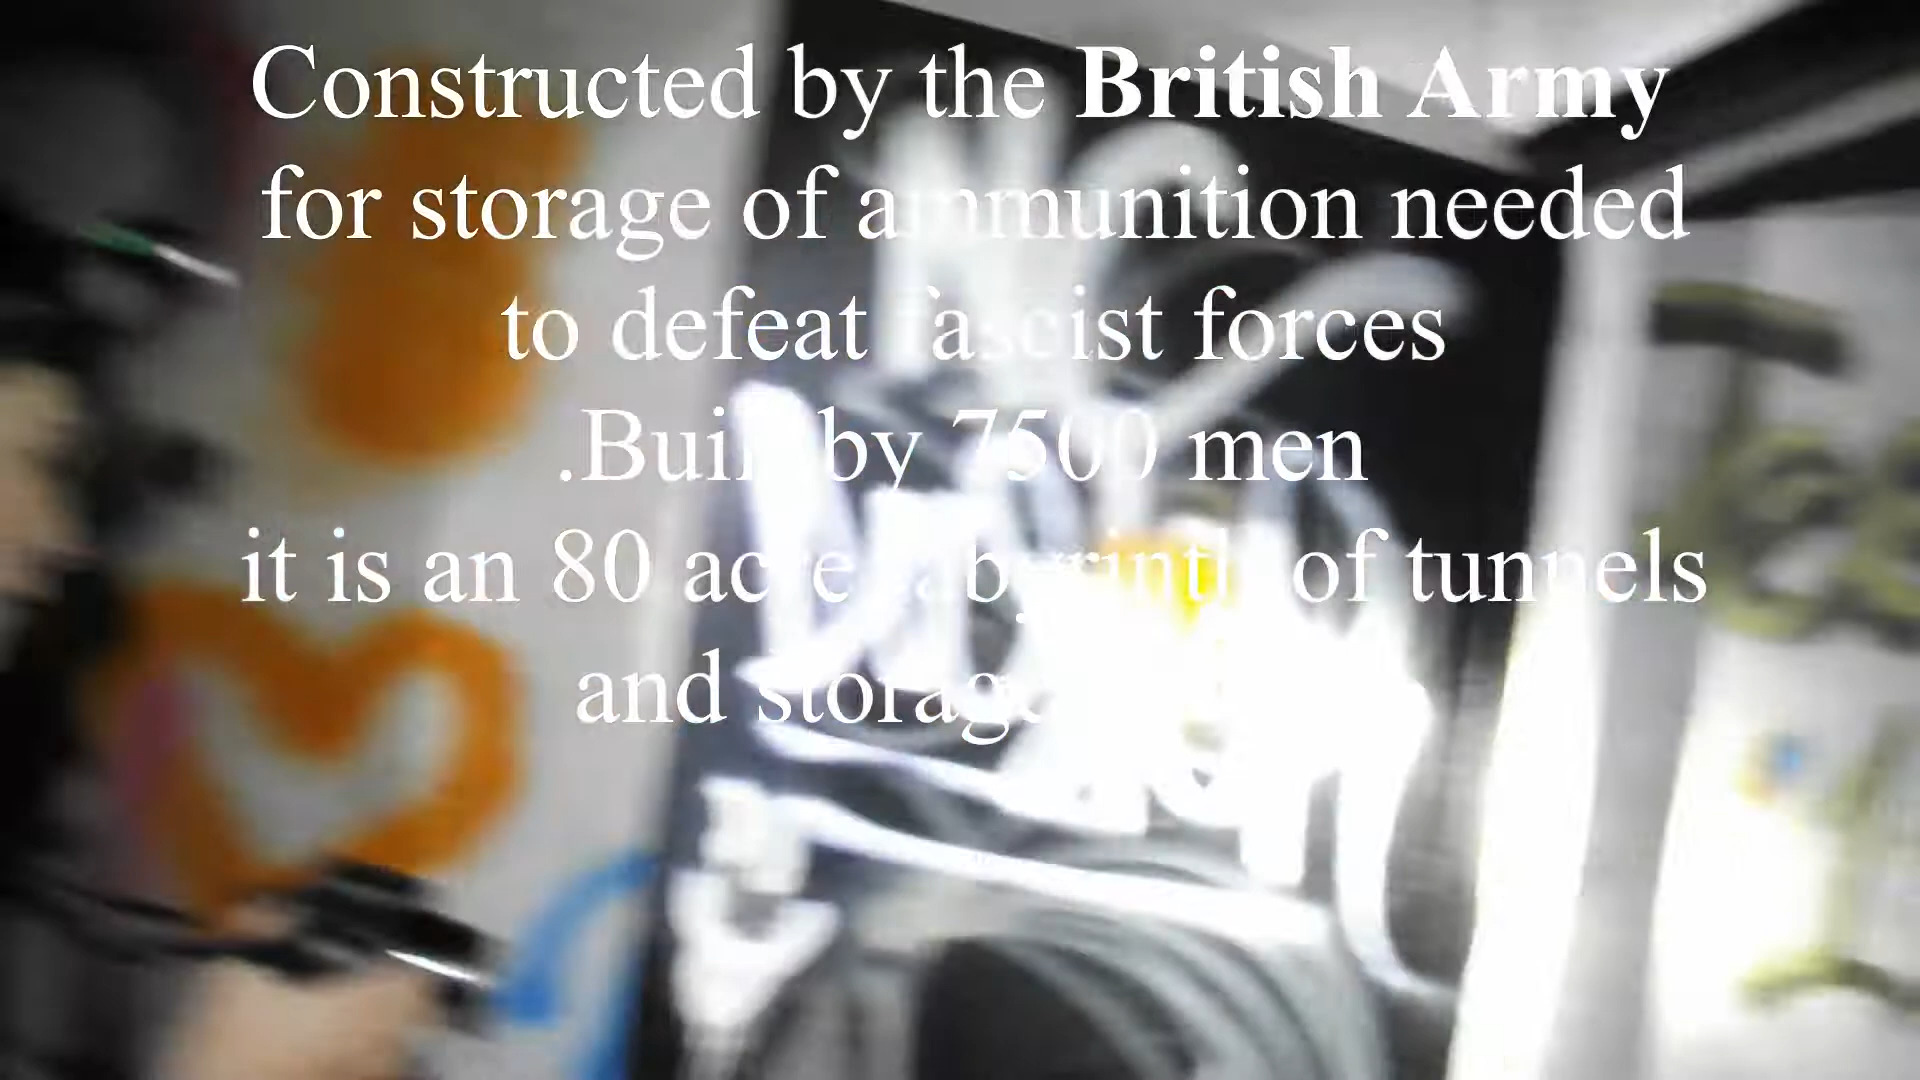 Constructed by the British Army
for storage of ammunition needed
to defeat fascist forces
.Built by 7500 men
it is an 80 acre labyrinth of tunnels
and storage